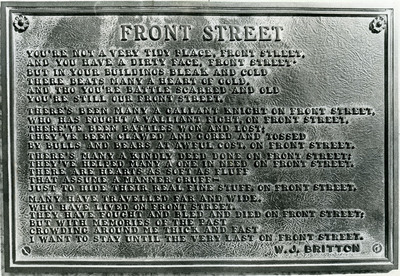 FRONT STREET
YOU'RE NOT A VERY TIDY PLACE, FRONT STREET,
AND YOU HAVE A DIRTY FACE, FRONT STREET.
BUT IN YOUR BUILDINGS BLEAK AND COLD
THERE BEATS MANY A HEART OF GOLD,
AND THO YOU'RE BATTLE SCARRED AND OLD
YOU'RE STILL OUR FRONT STREET.
THERE'S BEEN MANY A VALIANT KNIGHT ON FRONT STREET,
WHO HAS FOUGHT A VALIANT FIGHT, ON FRONT STREET.
THERE'VE BEEN BATTLES WON AND LOST;
THEY'VE BEEN CLAWED AND GORED AND TOSSED
BY BULLS AND BEARS AT AWFUL COST, ON FRONT STREET.
THERE'S MANY A KINDLY DEED DONE ON FRONT STREET;
THEY'VE HELPED MANY A ONE IN NEED ON FRONT STREET.
THERE ARE HEARTS AS SOFT AS FLUFF
THAT ASSUME A MANNER GRUFF—
JUST TO HIDE THEIR REAL FINE STUFF, ON FRONT STREET.
MANY HAVE TRAVELLED FAR AND WIDE,
WHO HAVE LIVED ON FRONT STREET.
THEY HAVE FOUGHT AND BLED AND DIED ON FRONT STREET;
BUT WITH MEMORIES OF THE PAST
CROWDING AROUND ME THICK AND FAST
I WANT TO STAY UNTIL THE VERY LAST ON FRONT STREET.
W.J. BRITTON